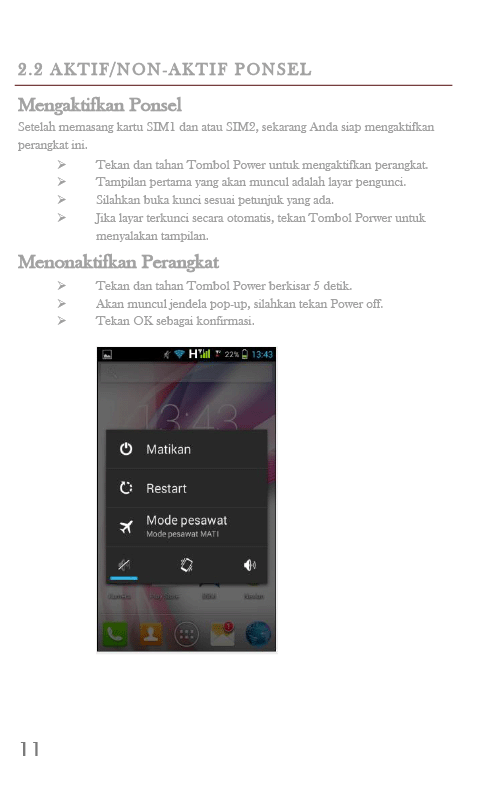 2.2 AKTIF/NON-AKTIF PONSEL
Mengaktifkan Ponsel
Setelah memasang kartu SIM1 dan atau SIM2, sekarang Anda siap mengaktifkan
perangkat ini.
➢ Tekan dan tahan Tombol Power untuk mengaktifkan perangkat.
➢ Tampilan pertama yang akan muncul adalah layar pengunci.
➢ Silahkan buka kunci sesuai petunjuk yang ada.
➢ Jika layar terkunci secara otomatis, tekan Tombol Porwer untuk
menyalakan tampilan.
Menonaktifkan Perangkat
➢ Tekan dan tahan Tombol Power berkisar 5 detik.
➢ Akan muncul jendela pop-up, silahkan tekan Power off.
➢ Tekan OK sebagai konfirmasi.
H 22% 13:43
13:43
Matikan
Restart
Mode pesawat
Mode pesawat MATI
11